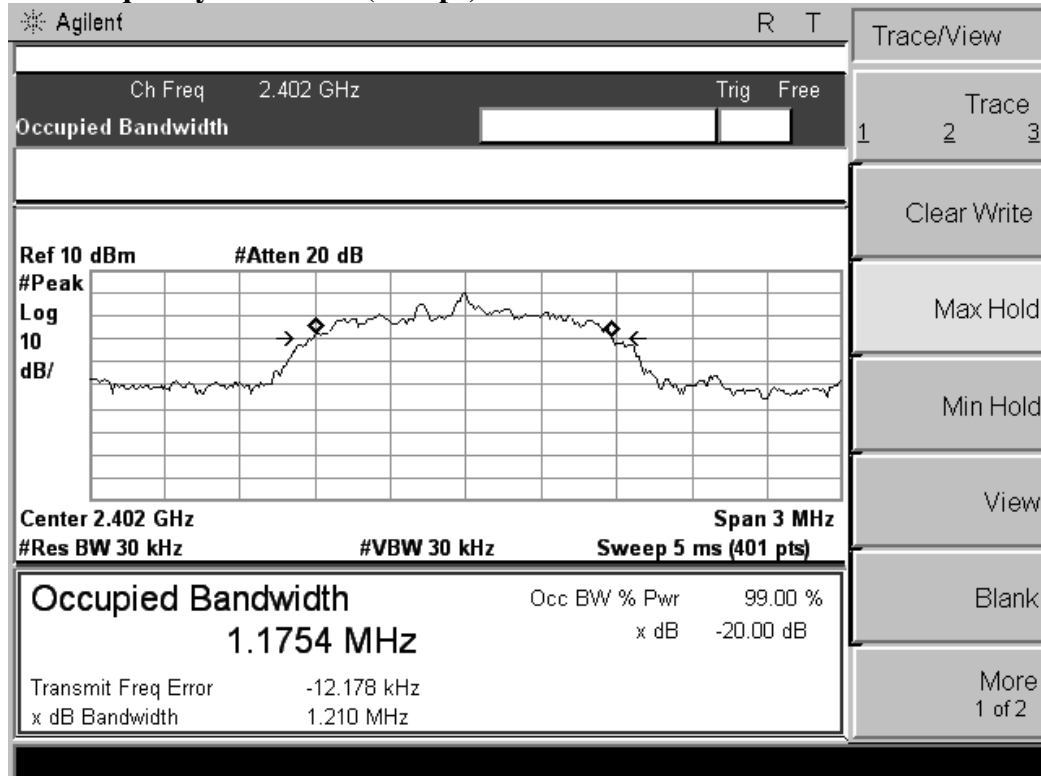 Agilent R T
Trace/View
Ch Freq 2.402 GHz Trig Free
Occupied Bandwidth
Trace
1 2 3
Clear Write
Ref 10 dBm #Atten 20 dB
#Peak
Log
10
dB/
Max Hold
Min Hold
View
Center 2.402 GHz Span 3 MHz
#Res BW 30 kHz #VBW 30 kHz Sweep 5 ms (401 pts)
Occupied Bandwidth
1.1754 MHz
Occ BW % Pwr 99.00 %
x dB -20.00 dB
Transmit Freq Error -12.178 kHz
x dB Bandwidth 1.210 MHz
Blank
More
1 of 2